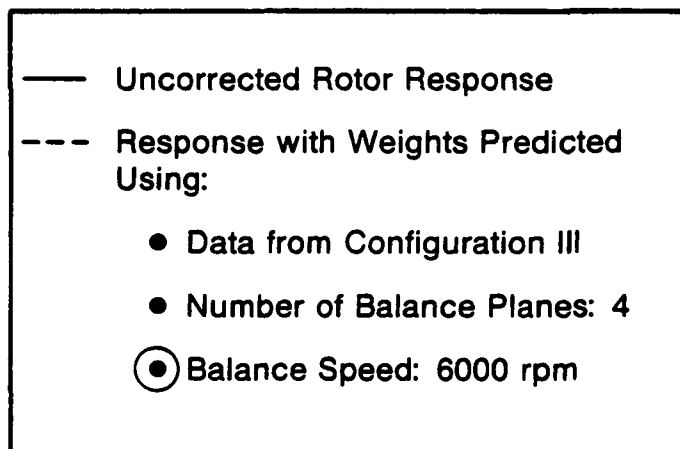 Uncorrected Rotor Response
Response with Weights Predicted
Using:
• Data from Configuration III
• Number of Balance Planes: 4
• Balance Speed: 6000 rpm